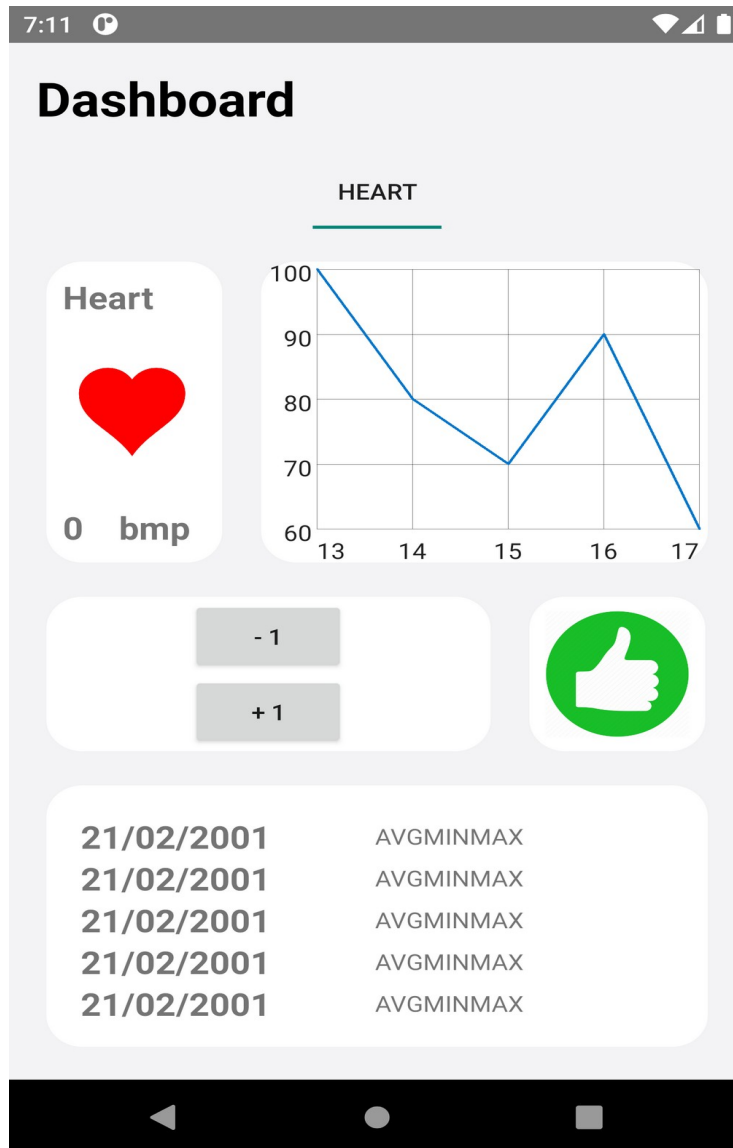 7:11
Dashboard
HEART
Heart
0 bmp
100
90
80
70
60
13 14 15 16 17
- 1
+ 1
21/02/2001 AVGMINMAX
21/02/2001 AVGMINMAX
21/02/2001 AVGMINMAX
21/02/2001 AVGMINMAX
21/02/2001 AVGMINMAX